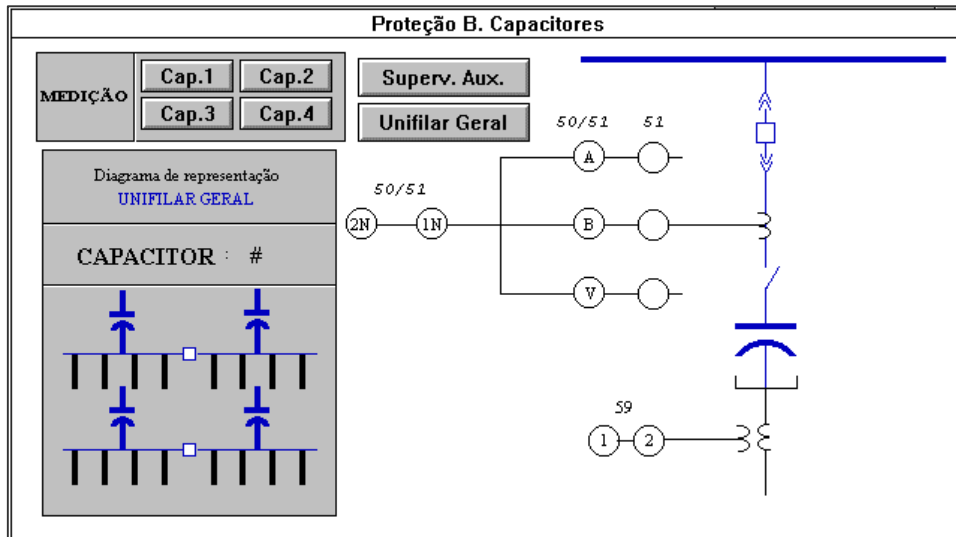 Proteção B. Capacitores
MEDIÇÃO
Cap.1 Cap.2
Cap.3 Cap.4
Superv. Aux.
Unifilar Geral
Diagrama de representação
UNIFILAR GERAL
CAPACITOR : #
50/51 51
A
50/51
2N 1N
B
V
59
1 2